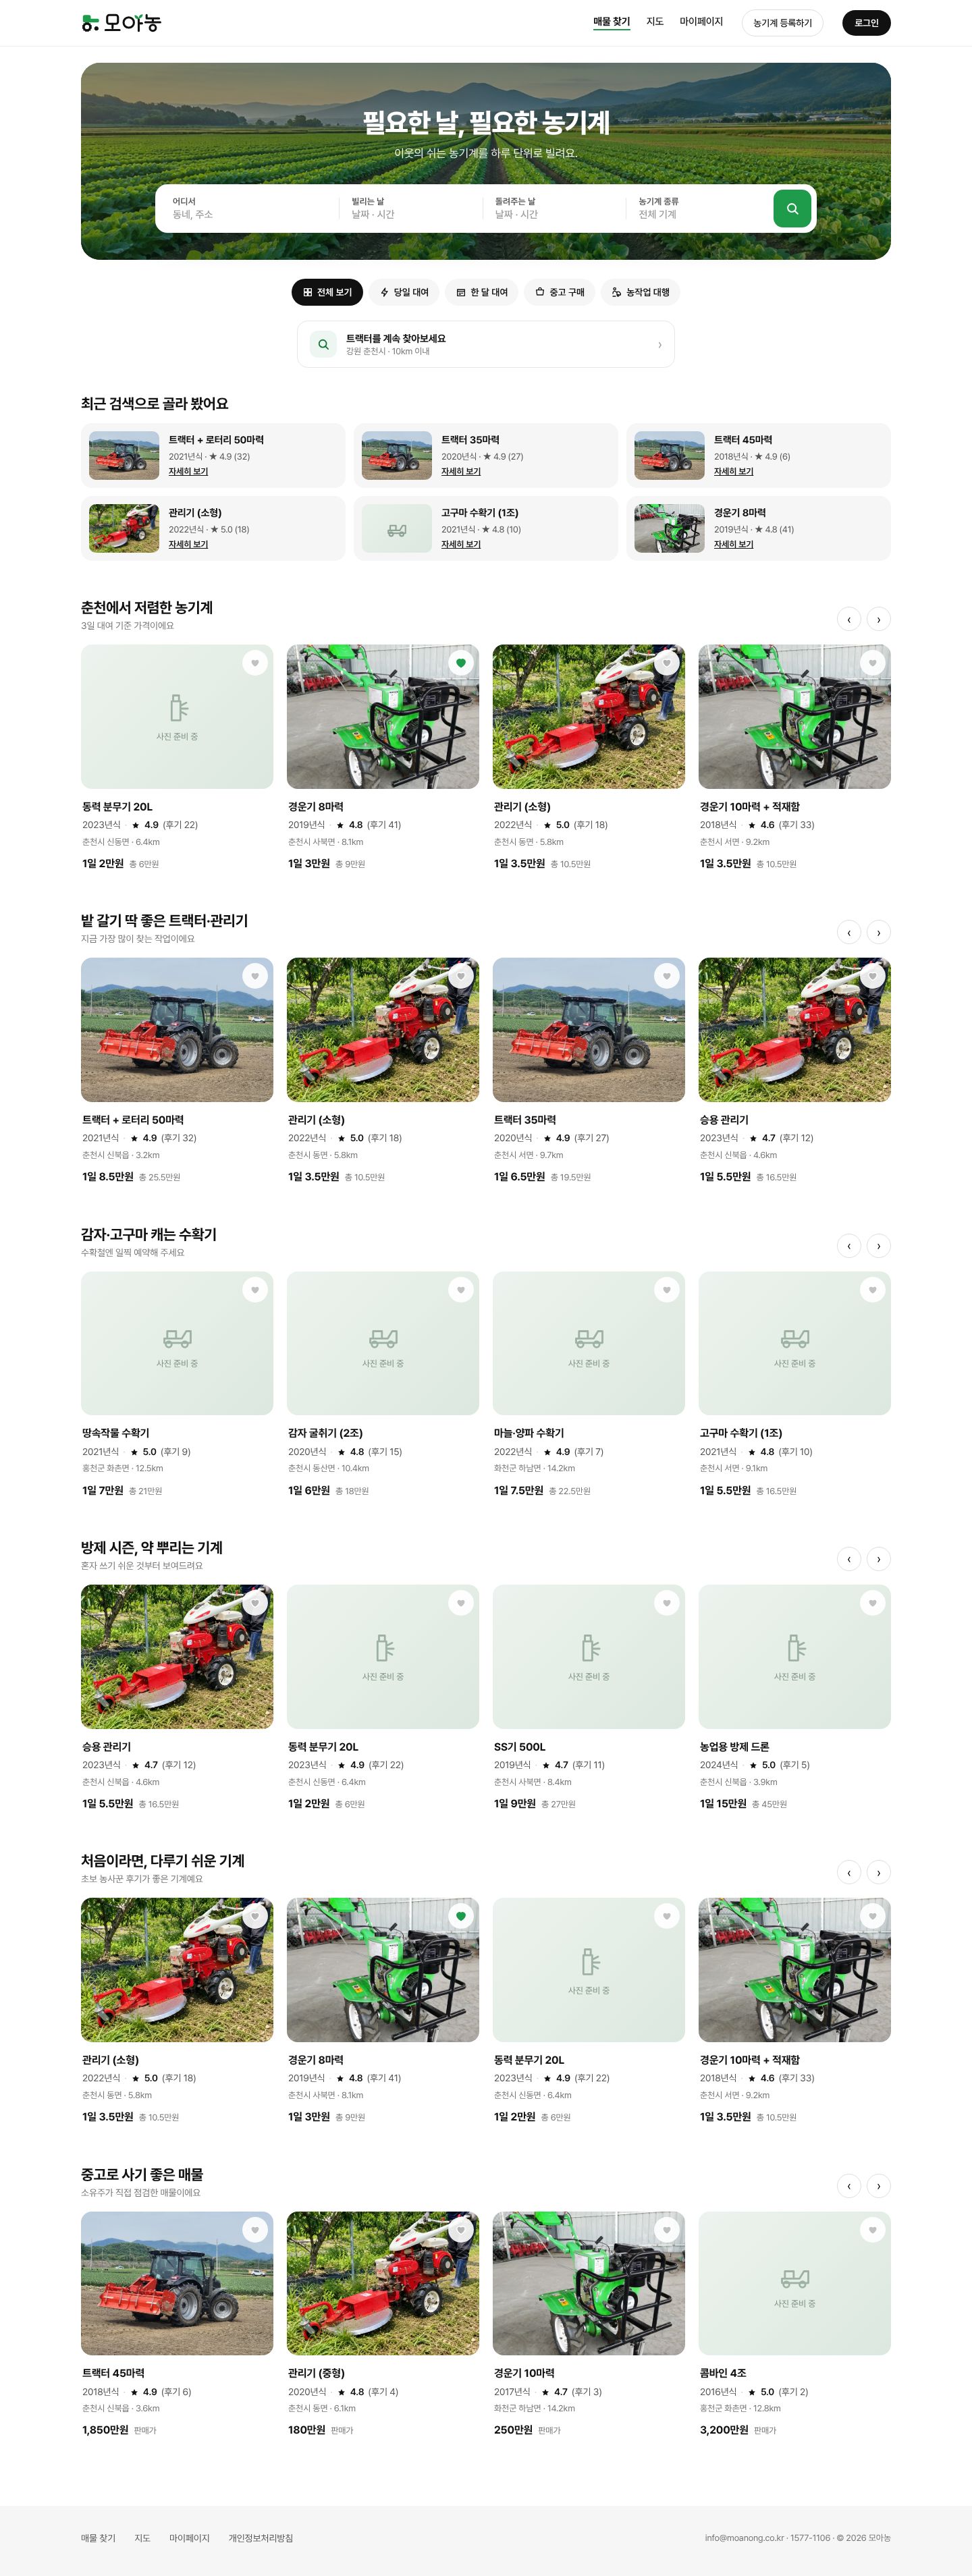 모아농
매물 찾기 지도 마이페이지 농기계 등록하기 로그인
필요한 날, 필요한 농기계
이웃의 쉬는 농기계를 하루 단위로 빌려요.
어디서 빌리는 날 돌려주는 날 농기계 종류
동네, 주소 날짜 · 시간 날짜 · 시간 전체 기계
전체 보기 당일 대여 한 달 대여 중고 구매 농작업 대행
트랙터를 계속 찾아보세요
강원 춘천시 · 10km 이내
최근 검색으로 골라 봤어요
트랙터 + 로터리 50마력
2021년식 · ★ 4.9 (32)
자세히 보기
트랙터 35마력
2020년식 · ★ 4.9 (27)
자세히 보기
트랙터 45마력
2018년식 · ★ 4.9 (6)
자세히 보기
관리기 (소형)
2022년식 · ★ 5.0 (18)
자세히 보기
고구마 수확기 (1조)
2021년식 · ★ 4.8 (10)
자세히 보기
경운기 8마력
2019년식 · ★ 4.8 (41)
자세히 보기
춘천에서 저렴한 농기계
3일 대여 기준 가격이에요
사진 준비 중
동력 분무기 20L
2023년식 · ★ 4.9 (후기 22)
춘천시 신동면 · 6.4km
1일 2만원 총 6만원
경운기 8마력
2019년식 · ★ 4.8 (후기 41)
춘천시 사북면 · 8.1km
1일 3만원 총 9만원
관리기 (소형)
2022년식 · ★ 5.0 (후기 18)
춘천시 동면 · 5.8km
1일 3.5만원 총 10.5만원
경운기 10마력 + 적재함
2018년식 · ★ 4.6 (후기 33)
춘천시 서면 · 9.2km
1일 3.5만원 총 10.5만원
밭 갈기 딱 좋은 트랙터·관리기
지금 가장 많이 찾는 작업이에요
트랙터 + 로터리 50마력
2021년식 · ★ 4.9 (후기 32)
춘천시 신북읍 · 3.2km
1일 8.5만원 총 25.5만원
관리기 (소형)
2022년식 · ★ 5.0 (후기 18)
춘천시 동면 · 5.8km
1일 3.5만원 총 10.5만원
트랙터 35마력
2020년식 · ★ 4.9 (후기 27)
춘천시 서면 · 9.7km
1일 6.5만원 총 19.5만원
승용 관리기
2023년식 · ★ 4.7 (후기 12)
춘천시 신북읍 · 4.6km
1일 5.5만원 총 16.5만원
감자·고구마 캐는 수확기
수확철엔 일찍 예약해 주세요
사진 준비 중
땅속작물 수확기
2021년식 · ★ 5.0 (후기 9)
홍천군 화촌면 · 12.5km
1일 7만원 총 21만원
사진 준비 중
감자 굴취기 (2조)
2020년식 · ★ 4.8 (후기 15)
춘천시 동산면 · 10.4km
1일 6만원 총 18만원
사진 준비 중
마늘·양파 수확기
2022년식 · ★ 4.9 (후기 7)
화천군 하남면 · 14.2km
1일 7.5만원 총 22.5만원
사진 준비 중
고구마 수확기 (1조)
2021년식 · ★ 4.8 (후기 10)
춘천시 서면 · 9.1km
1일 5.5만원 총 16.5만원
방제 시즌, 약 뿌리는 기계
혼자 쓰기 쉬운 것부터 보여드려요
승용 관리기
2023년식 · ★ 4.7 (후기 12)
춘천시 신북읍 · 4.6km
1일 5.5만원 총 16.5만원
사진 준비 중
동력 분무기 20L
2023년식 · ★ 4.9 (후기 22)
춘천시 신동면 · 6.4km
1일 2만원 총 6만원
사진 준비 중
SS기 500L
2019년식 · ★ 4.7 (후기 11)
춘천시 사북면 · 8.4km
1일 9만원 총 27만원
사진 준비 중
농업용 방제 드론
2024년식 · ★ 5.0 (후기 5)
춘천시 신북읍 · 3.9km
1일 15만원 총 45만원
처음이라면, 다루기 쉬운 기계
초보 농사꾼 후기가 좋은 기계예요
관리기 (소형)
2022년식 · ★ 5.0 (후기 18)
춘천시 동면 · 5.8km
1일 3.5만원 총 10.5만원
경운기 8마력
2019년식 · ★ 4.8 (후기 41)
춘천시 사북면 · 8.1km
1일 3만원 총 9만원
사진 준비 중
동력 분무기 20L
2023년식 · ★ 4.9 (후기 22)
춘천시 신동면 · 6.4km
1일 2만원 총 6만원
경운기 10마력 + 적재함
2018년식 · ★ 4.6 (후기 33)
춘천시 서면 · 9.2km
1일 3.5만원 총 10.5만원
중고로 사기 좋은 매물
소유주가 직접 점검한 매물이에요
트랙터 45마력
2018년식 · ★ 4.9 (후기 6)
춘천시 신북읍 · 3.6km
1,850만원 판매가
관리기 (중형)
2020년식 · ★ 4.8 (후기 4)
춘천시 동면 · 6.1km
180만원 판매가
경운기 10마력
2017년식 · ★ 4.7 (후기 3)
화천군 하남면 · 14.2km
250만원 판매가
사진 준비 중
콤바인 4조
2016년식 · ★ 5.0 (후기 2)
홍천군 화촌면 · 12.8km
3,200만원 판매가
매물 찾기 지도 마이페이지 개인정보처리방침
info@moanong.co.kr · 1577-1106 · © 2026 모아농